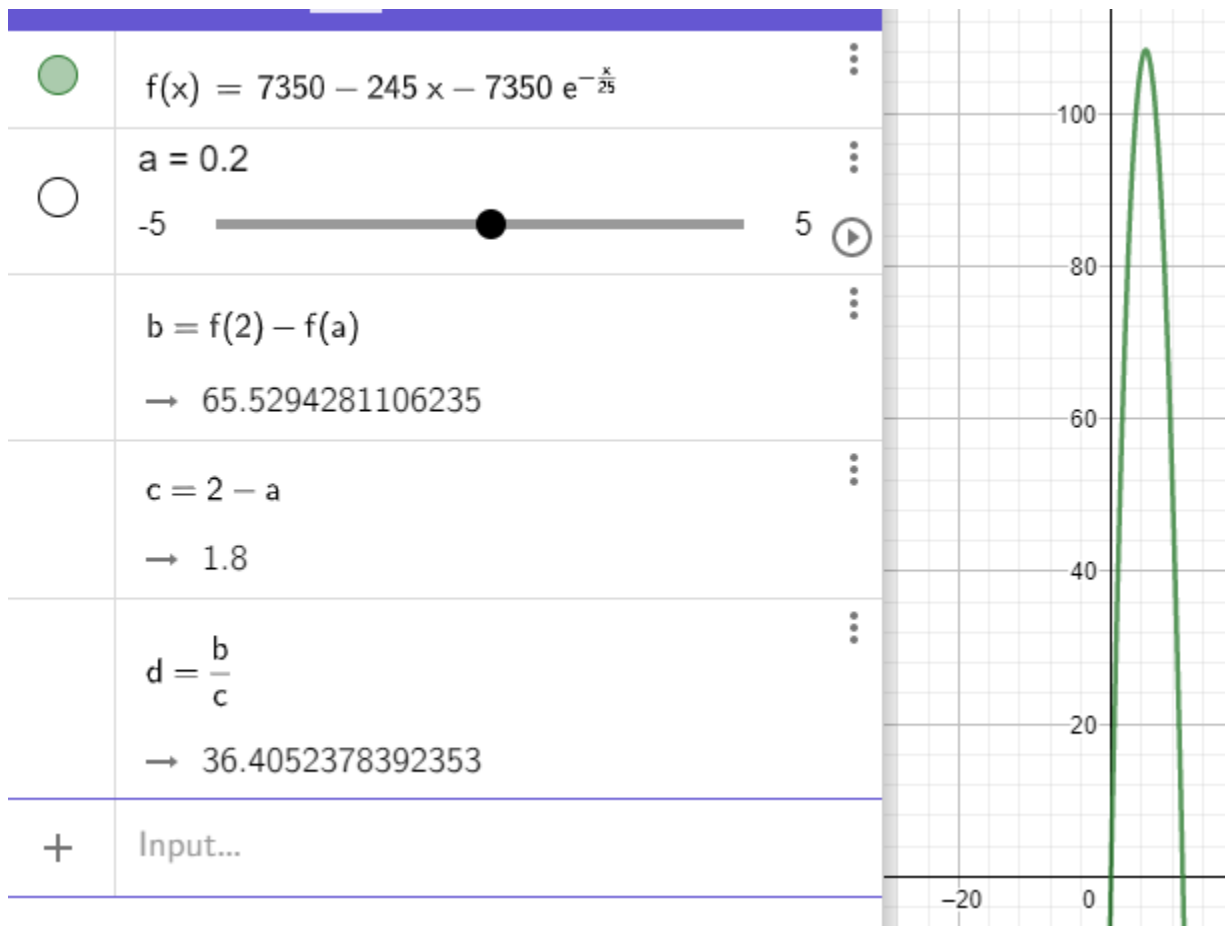 f(x) = 7350 – 245 x – 7350 e^(–x/25)
a = 0.2
-5 5
b = f(2) – f(a)
→ 65.5294281106235
c = 2 – a
→ 1.8
d = b/c
→ 36.4052378392353
+ Input...
100
80
60
40
20
–20 0